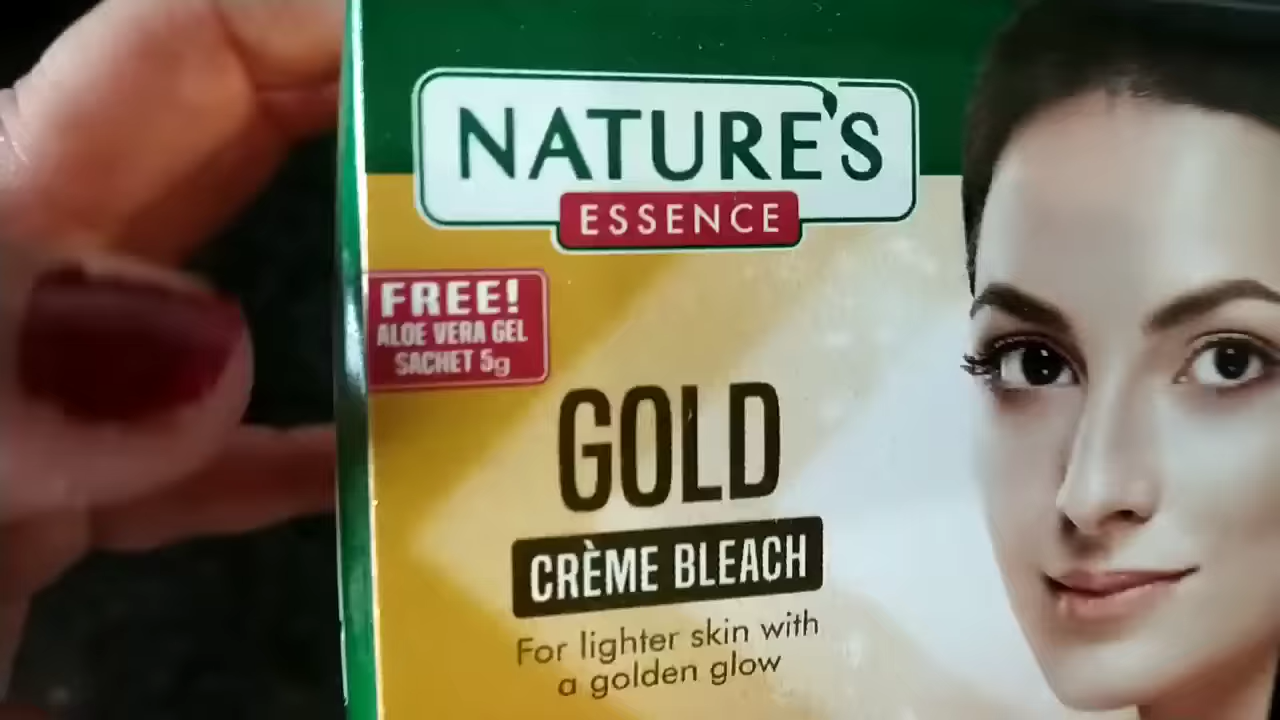 NATURE'S
ESSENCE
FREE!
ALOE VERA GEL
SACHET 5g
GOLD
CRÈME BLEACH
For lighter skin with
a golden glow